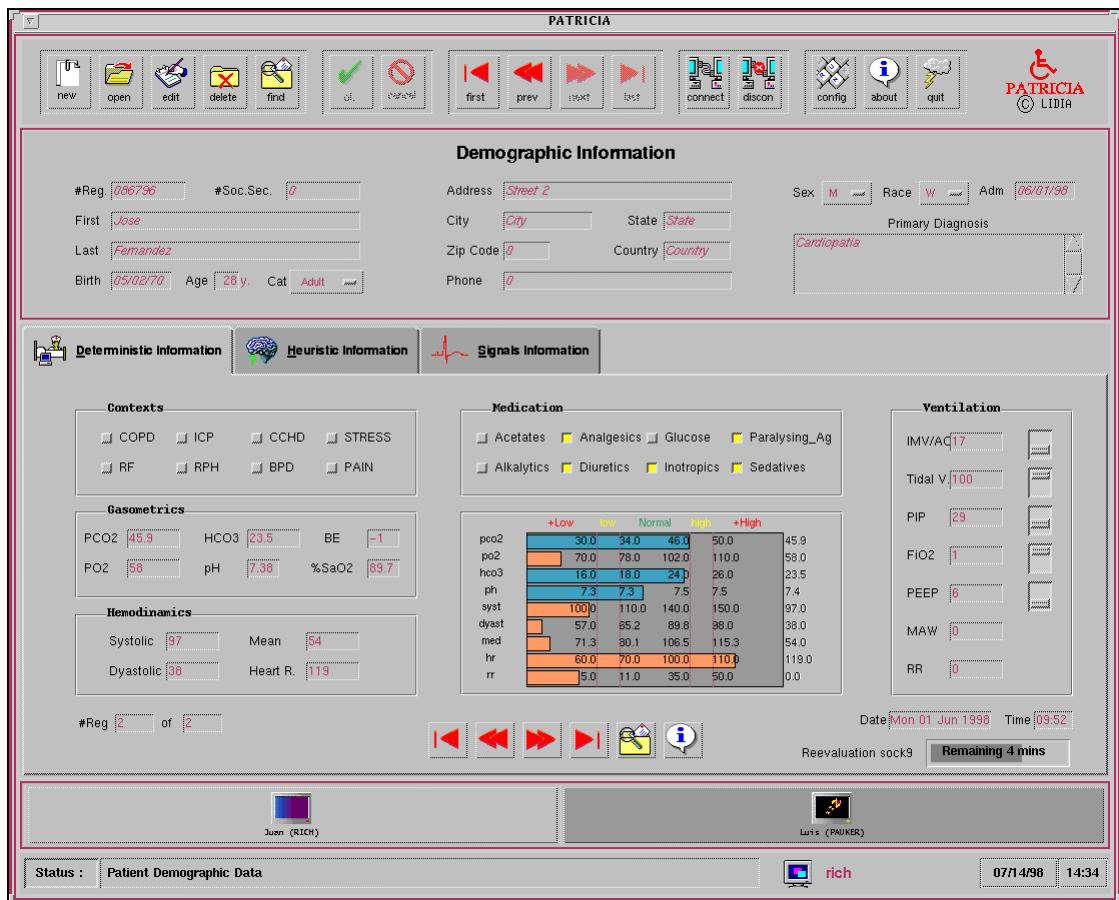 PATRICIA
new open edit delete find ok cancel first prev next last connect discon config about quit
PATRICIA
© LIDIA
Demographic Information
#Reg. 086796 #Soc.Sec. 0 Address Street 2 Sex M Race W Adm 06/01/98
First Jose City City State State Primary Diagnosis
Last Fernandez Zip Code 0 Country Country Cardiopatia
Birth 05/02/70 Age 28 y. Cat Adult Phone 0
Deterministic Information Heuristic Information Signals Information
Contexts
COPD ICP CCHD STRESS
RF RPH BPD PAIN
Medication
Acetates Analgesics Glucose Paralysing_Ag
Alkalytics Diuretics Inotropics Sedatives
Ventilation
IMV/AC 17
Tidal V. 100
PIP 29
FiO2 1
PEEP 6
MAW 0
RR 0
Gasometrics
PCO2 45.9 HCO3 23.5 BE -1
PO2 58 pH 7.38 %SaO2 89.7
Hemodinamics
Systolic 97 Mean 54
Dyastolic 38 Heart R. 119
+Low low Normal high +High
pco2 30.0 34.0 46.0 50.0 45.9
po2 70.0 78.0 102.0 110.0 58.0
hco3 16.0 18.0 24.0 26.0 23.5
ph 7.3 7.3 7.5 7.5 7.4
syst 100.0 110.0 140.0 150.0 97.0
dyast 57.0 65.2 89.8 98.0 38.0
med 71.3 80.1 106.5 115.3 54.0
hr 60.0 70.0 100.0 110.0 119.0
rr 5.0 11.0 35.0 50.0 0.0
#Reg 2 of 2
Date Mon 01 Jun 1998 Time 09:52
Reevaluation sock9 Remaining 4 mins
Juan (RICH) Luis (PAUKER)
Status : Patient Demographic Data rich 07/14/98 14:34